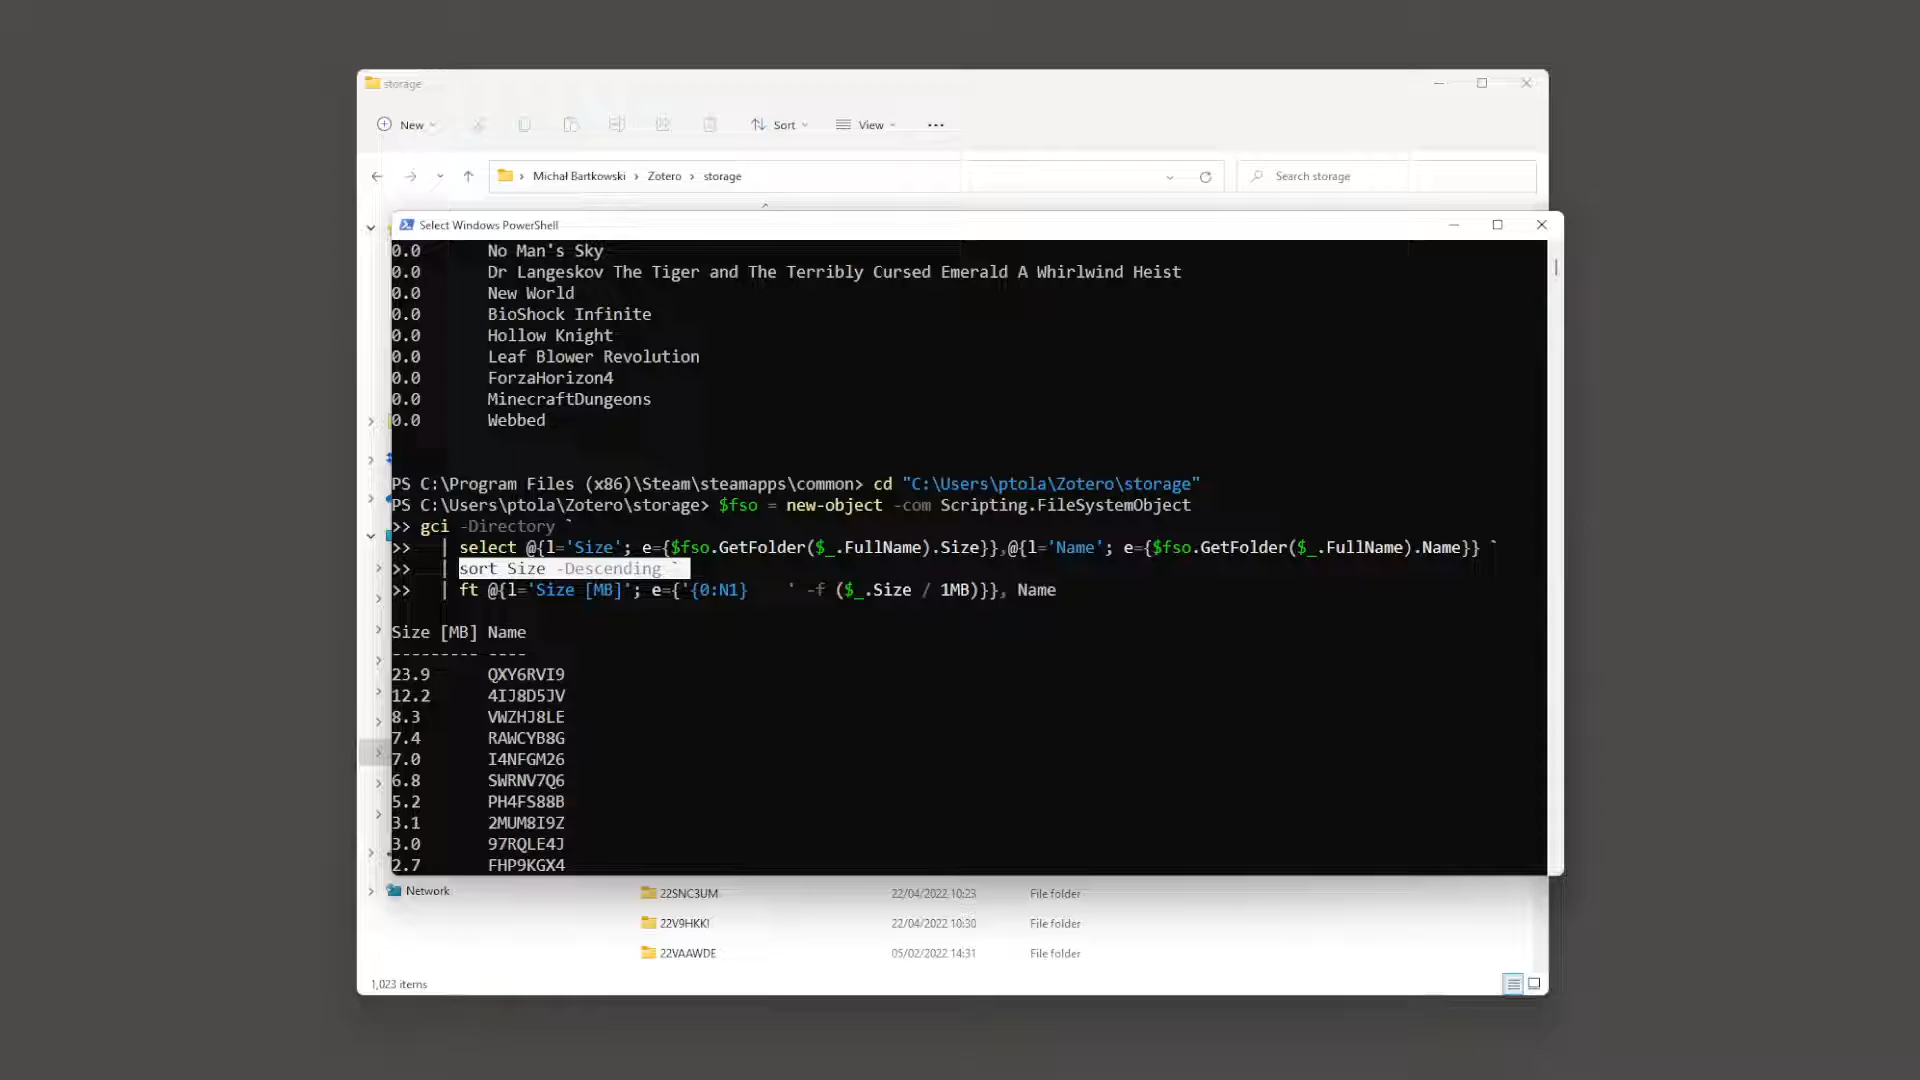 storage
New
Sort
View
Michał Bartkowski > Zotero > storage
Search storage
Select Windows PowerShell
0.0 No Man's Sky
0.0 Dr Langeskov The Tiger and The Terribly Cursed Emerald A Whirlwind Heist
0.0 New World
0.0 BioShock Infinite
0.0 Hollow Knight
0.0 Leaf Blower Revolution
0.0 ForzaHorizon4
0.0 MinecraftDungeons
0.0 Webbed
PS C:\Program Files (x86)\Steam\steamapps\common> cd "C:\Users\ptola\Zotero\storage"
PS C:\Users\ptola\Zotero\storage> $fso = new-object -com Scripting.FileSystemObject
>> gci -Directory `
>> | select @{l='Size'; e={$fso.GetFolder($_.FullName).Size}},@{l='Name'; e={$fso.GetFolder($_.FullName).Name}} `
>> | sort Size -Descending `
>> | ft @{l='Size [MB]'; e={'{0:N1}    ' -f ($_.Size / 1MB)}}, Name
Size [MB] Name
--------- ----
23.9 QXY6RVI9
12.2 4IJ8D5JV
8.3 VWZHJ8LE
7.4 RAWCYB8G
7.0 I4NFGM26
6.8 SWRNV7Q6
5.2 PH4FS88B
3.1 2MUM8I9Z
3.0 97RQLE4J
2.7 FHP9KGX4
Network
22SNC3UM 22/04/2022 10:23 File folder
22V9HKKI 22/04/2022 10:30 File folder
22VAAWDE 05/02/2022 14:31 File folder
1,023 items